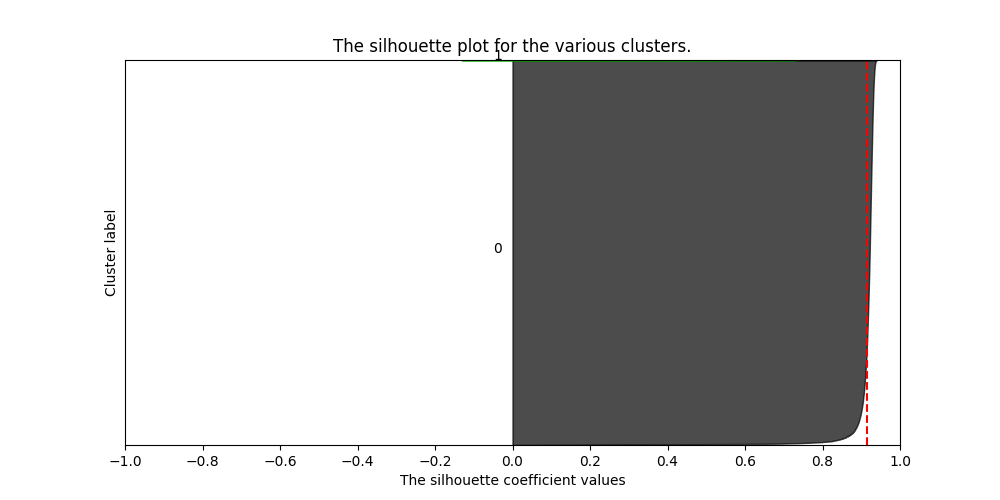 The silhouette plot for the various clusters.
1
0
Cluster label
−1.0 −0.8 −0.6 −0.4 −0.2 0.0 0.2 0.4 0.6 0.8 1.0
The silhouette coefficient values